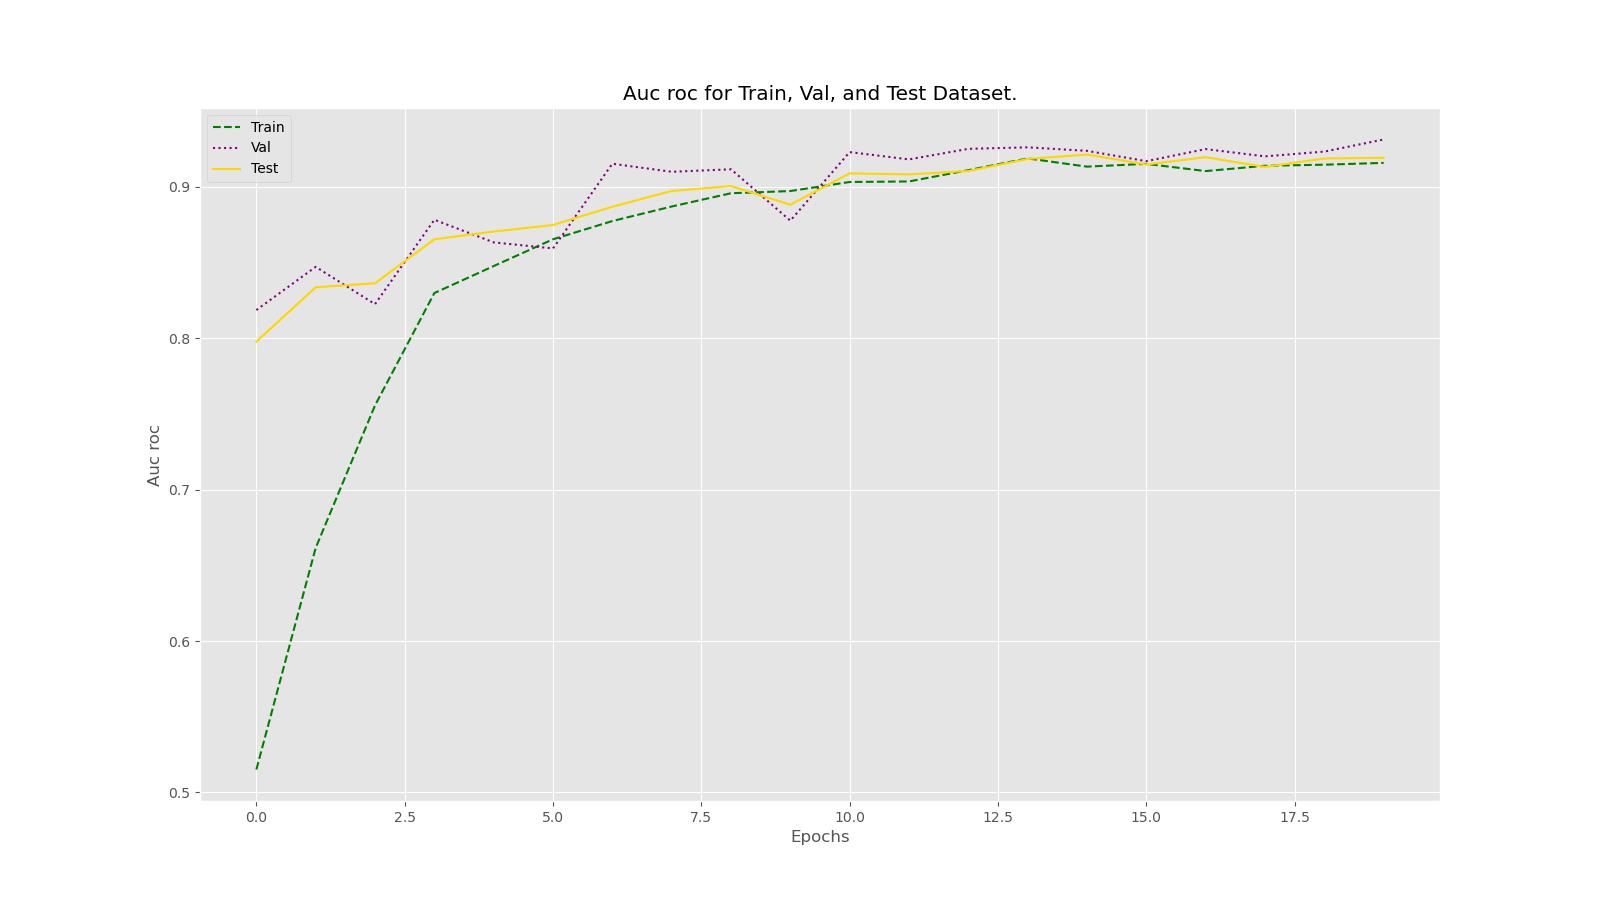 Auc roc for Train, Val, and Test Dataset.
Train
Val
Test
0.9
0.8
0.7
0.6
0.5
Auc roc
0.0 2.5 5.0 7.5 10.0 12.5 15.0 17.5
Epochs